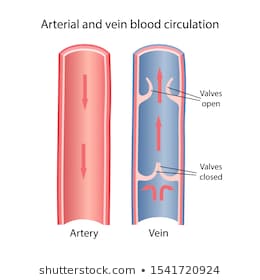 Arterial and vein blood circulation
Valves
open
Valves
closed
Artery
Vein
shutterstock.com • 1541720924